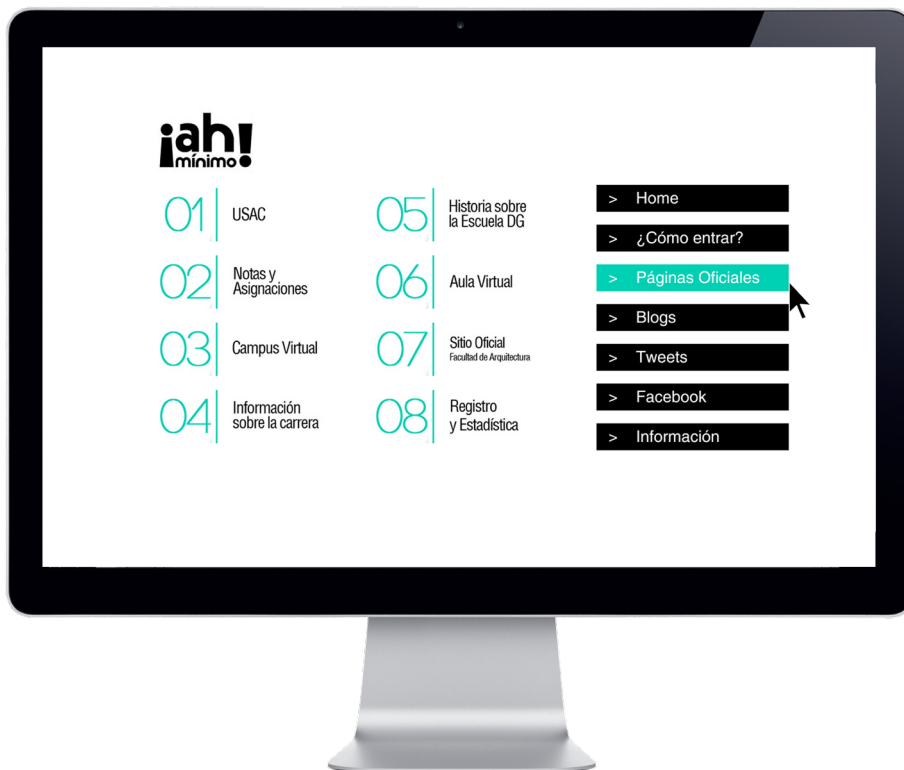 ¡ah!
mínimo
01 USAC
02 Notas y
Asignaciones
03 Campus Virtual
04 Información
sobre la carrera
05 Historia sobre
la Escuela DG
06 Aula Virtual
07 Sitio Oficial
Facultad de Arquitectura
08 Registro
y Estadística
> Home
> ¿Cómo entrar?
> Páginas Oficiales
> Blogs
> Tweets
> Facebook
> Información